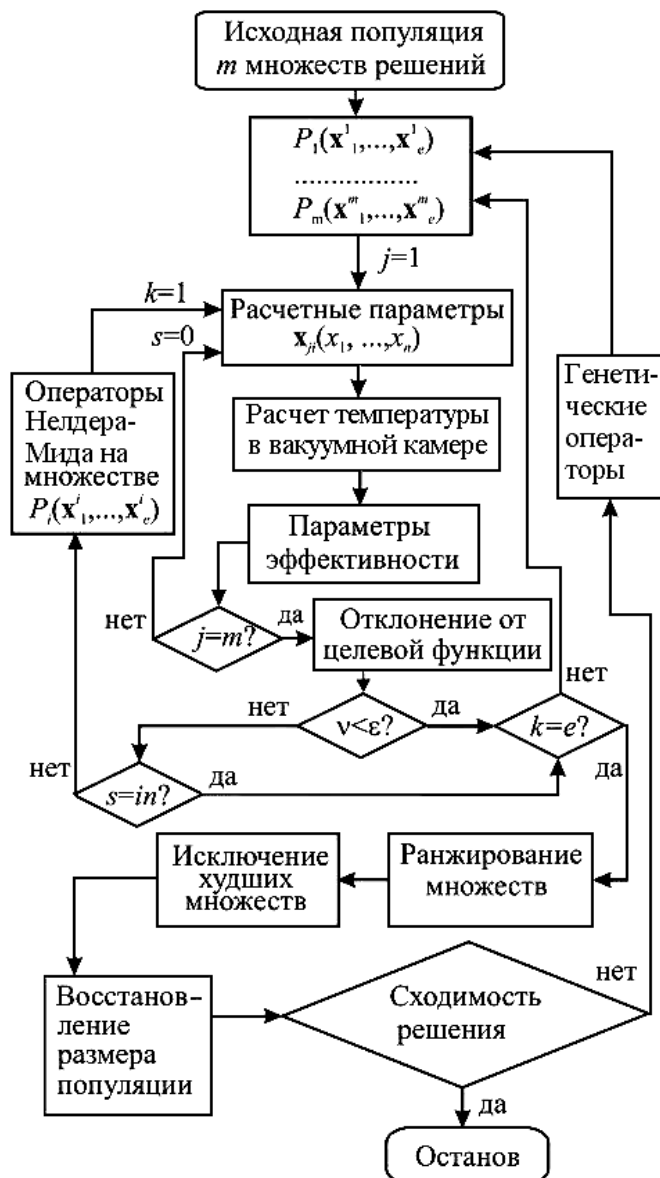 Исходная популяция
m множеств решений
P₁(x¹₁,...,x¹ₑ)
.................
Pₘ(xᵐ₁,...,xᵐₑ)
j=1
k=1
s=0
Расчетные параметры
xⱼᵢ(x₁, ...,xₙ)
Операторы
Нелдера-
Мида на
множестве
Pᵢ(xⁱ₁,...,xⁱₑ)
Расчет температуры
в вакуумной камере
Генети-
ческие
опера-
торы
Параметры
эффективности
нет
j=m?
да
Отклонение от
целевой функции
нет
нет
ν<ε?
да
k=e?
нет
s=in?
да
да
Исключение
худших
множеств
Ранжирование
множеств
Восстанов-
ление
размера
популяции
Сходимость
решения
нет
да
Останов